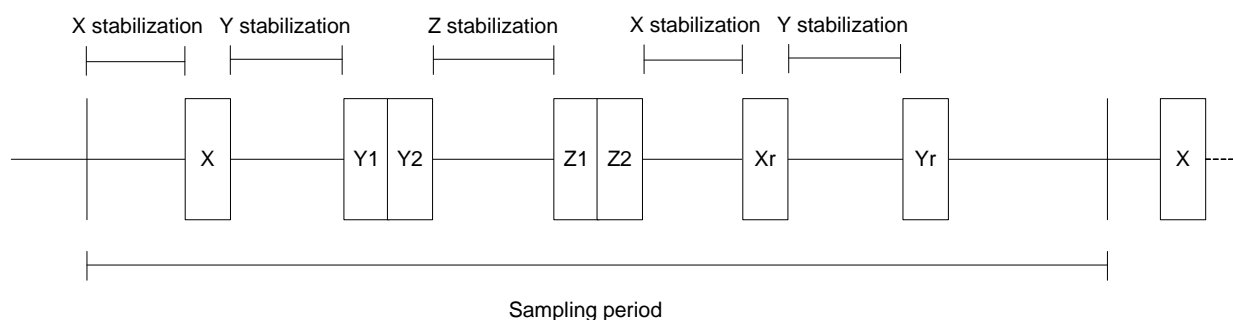 X stabilization Y stabilization Z stabilization X stabilization Y stabilization
X Y1 Y2 Z1 Z2 Xr Yr X
Sampling period